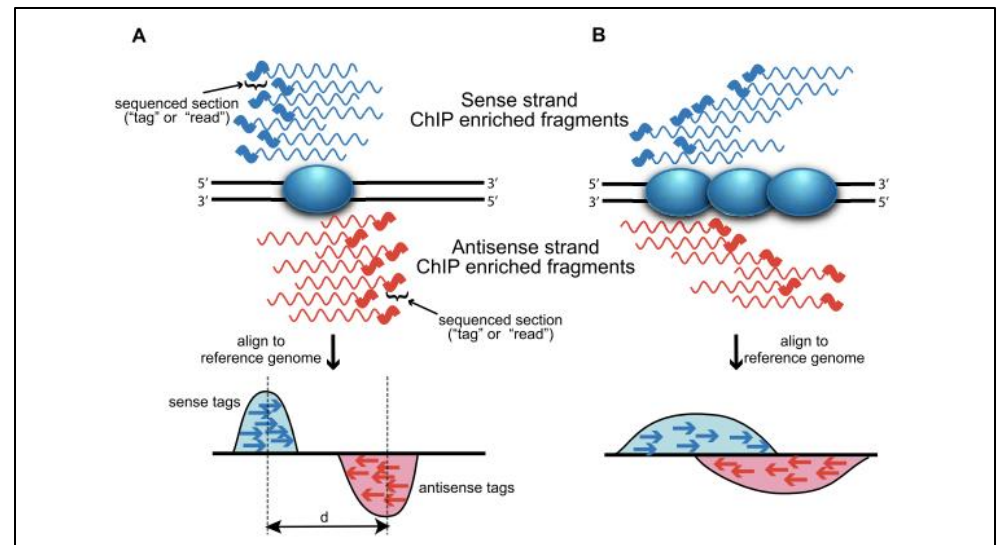 A
B
sequenced section
("tag" or "read")
Sense strand
ChIP enriched fragments
5′
3′
3′
5′
5′
3′
3′
5′
Antisense strand
ChIP enriched fragments
sequenced section
("tag" or "read")
align to
reference genome
align to
reference genome
sense tags
antisense tags
d